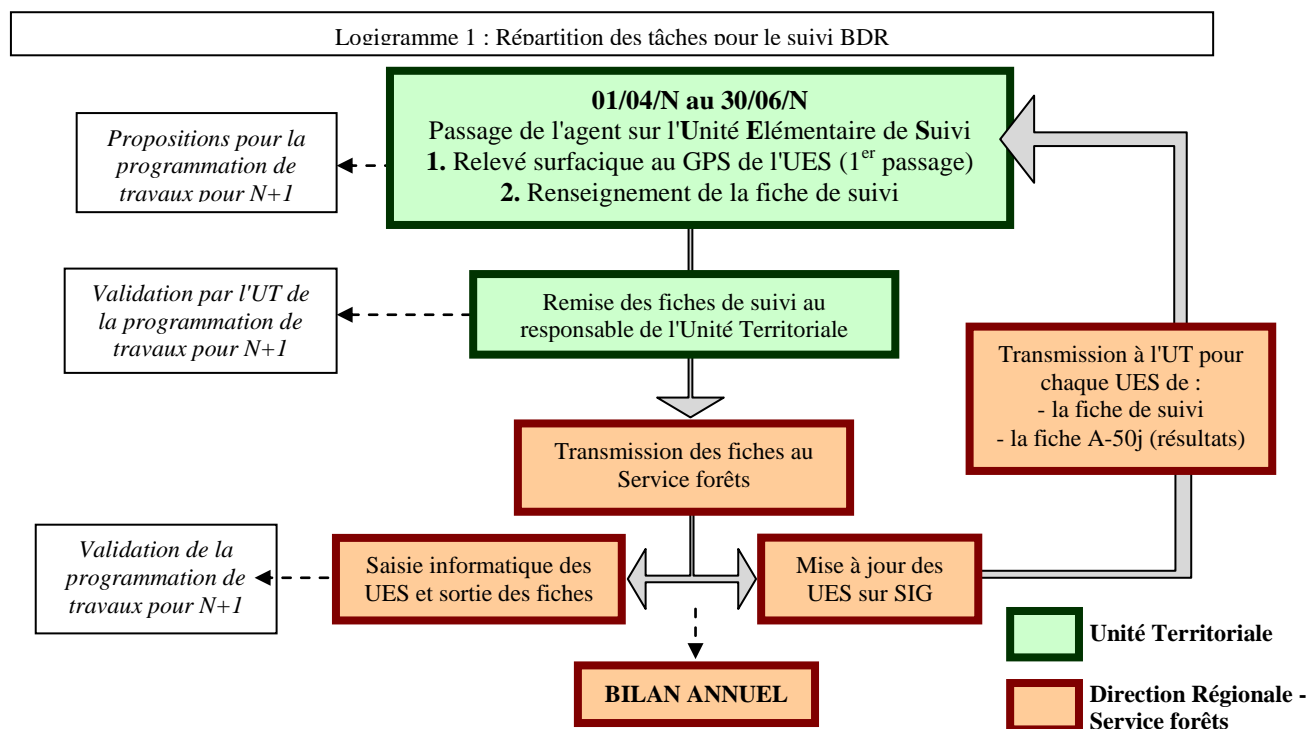 Logigramme 1 : Répartition des tâches pour le suivi BDR
01/04/N au 30/06/N
Passage de l'agent sur l'Unité Elémentaire de Suivi
1. Relevé surfacique au GPS de l'UES (1er passage)
2. Renseignement de la fiche de suivi
Propositions pour la
programmation de
travaux pour N+1
Remise des fiches de suivi au
responsable de l'Unité Territoriale
Validation par l'UT de
la programmation de
travaux pour N+1
Transmission à l'UT pour
chaque UES de :
- la fiche de suivi
- la fiche A-50j (résultats)
Transmission des fiches au
Service forêts
Validation de la
programmation de
travaux pour N+1
Saisie informatique des
UES et sortie des fiches
Mise à jour des
UES sur SIG
BILAN ANNUEL
Unité Territoriale
Direction Régionale -
Service forêts